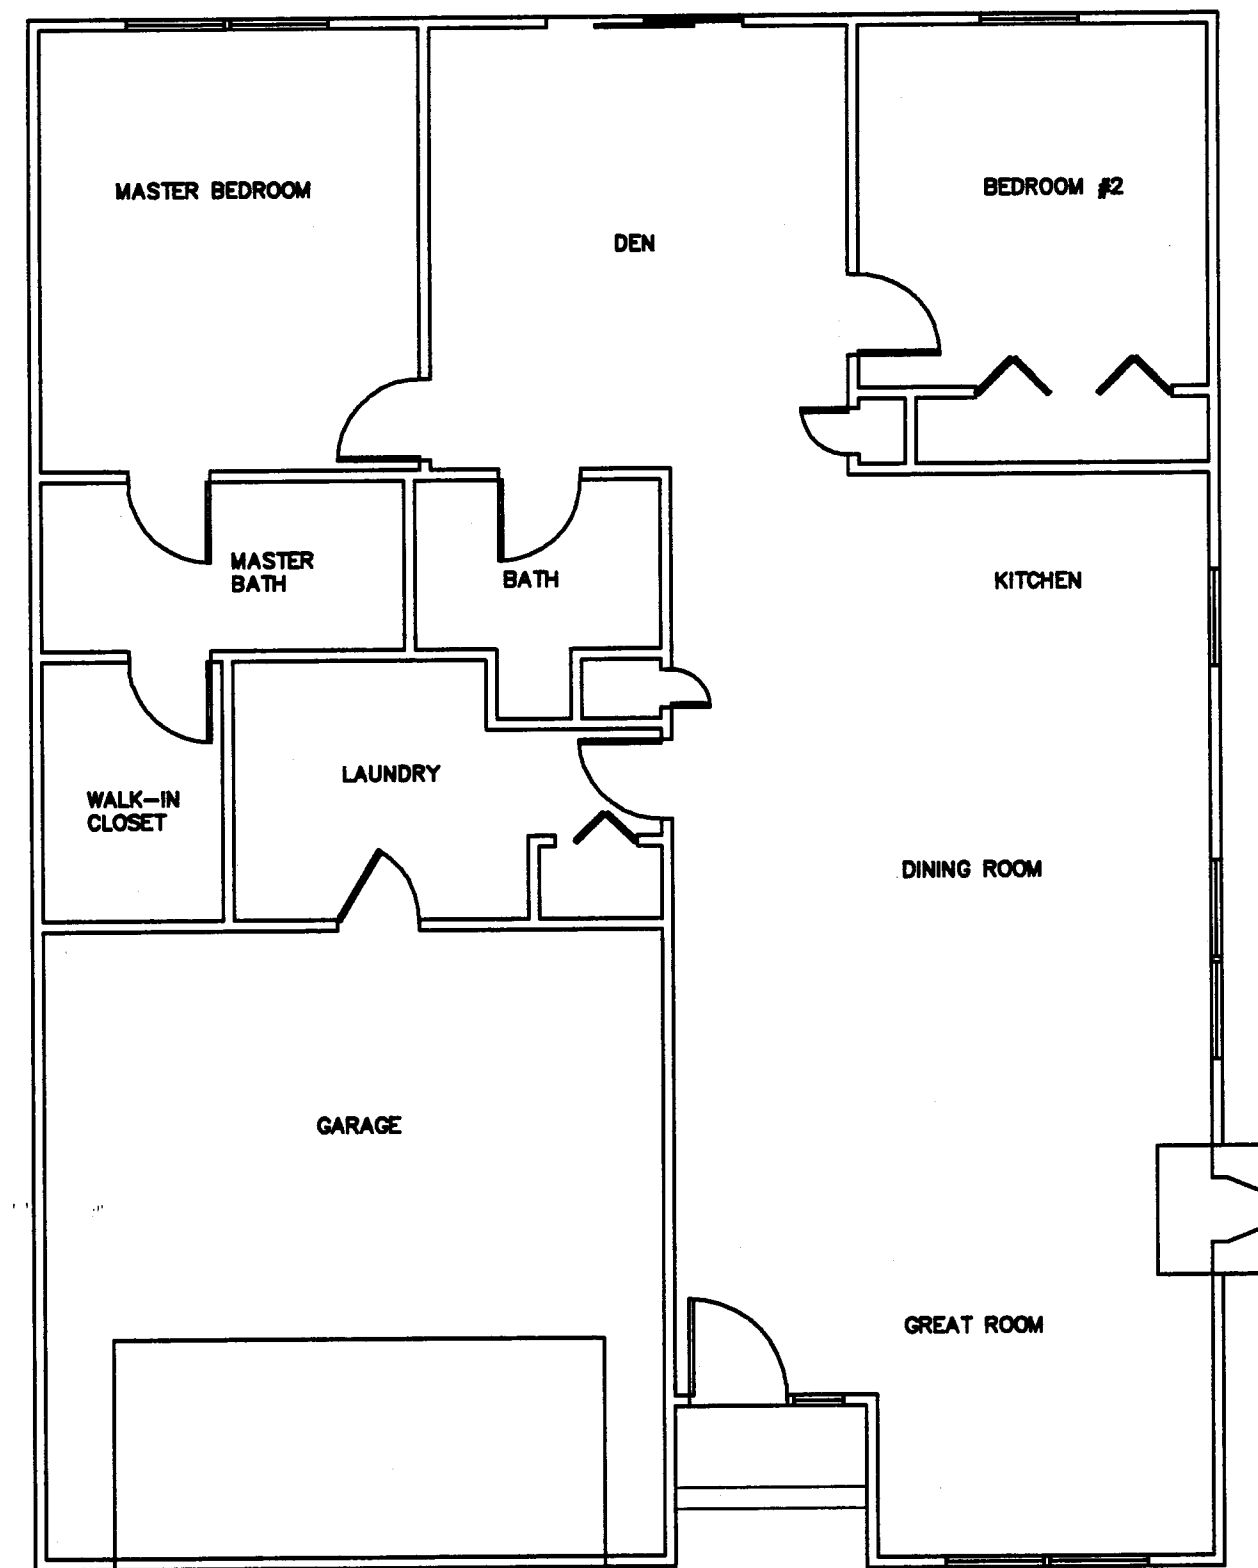 MASTER BEDROOM
BEDROOM #2
DEN
MASTER
BATH
BATH
KITCHEN
LAUNDRY
WALK-IN
CLOSET
DINING ROOM
GARAGE
GREAT ROOM